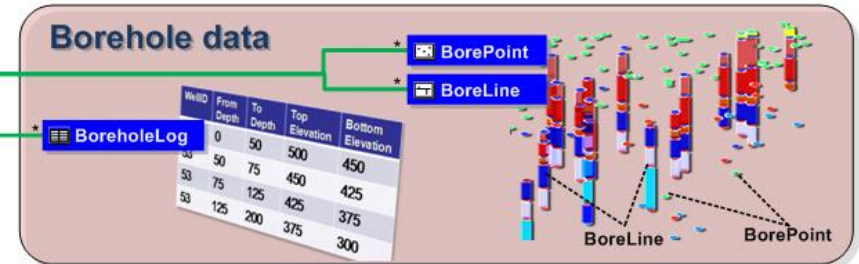 Borehole data
* BorePoint
* BoreLine
* BoreholeLog
WellID From Depth To Depth Top Elevation Bottom Elevation
0 50 500 450
53 50 75 450 425
53 75 125 425 375
53 125 200 375 300
BoreLine
BorePoint